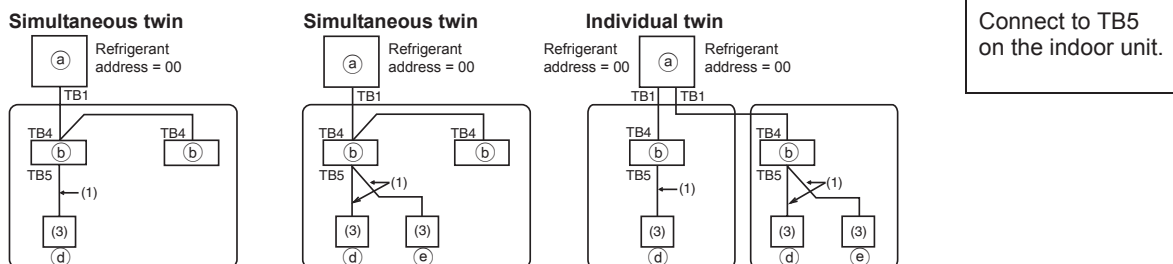 Simultaneous twin
a
Refrigerant
address = 00
TB1
TB4
TB4
b
b
TB5
(1)
(3)
d
Simultaneous twin
a
Refrigerant
address = 00
TB1
TB4
TB4
b
b
TB5
(1)
(3)
(3)
d
e
Individual twin
Refrigerant
address = 00
a
Refrigerant
address = 00
TB1
TB1
TB4
TB4
b
b
TB5
TB5
(1)
(1)
(3)
(3)
(3)
d
d
e
Connect to TB5
on the indoor unit.